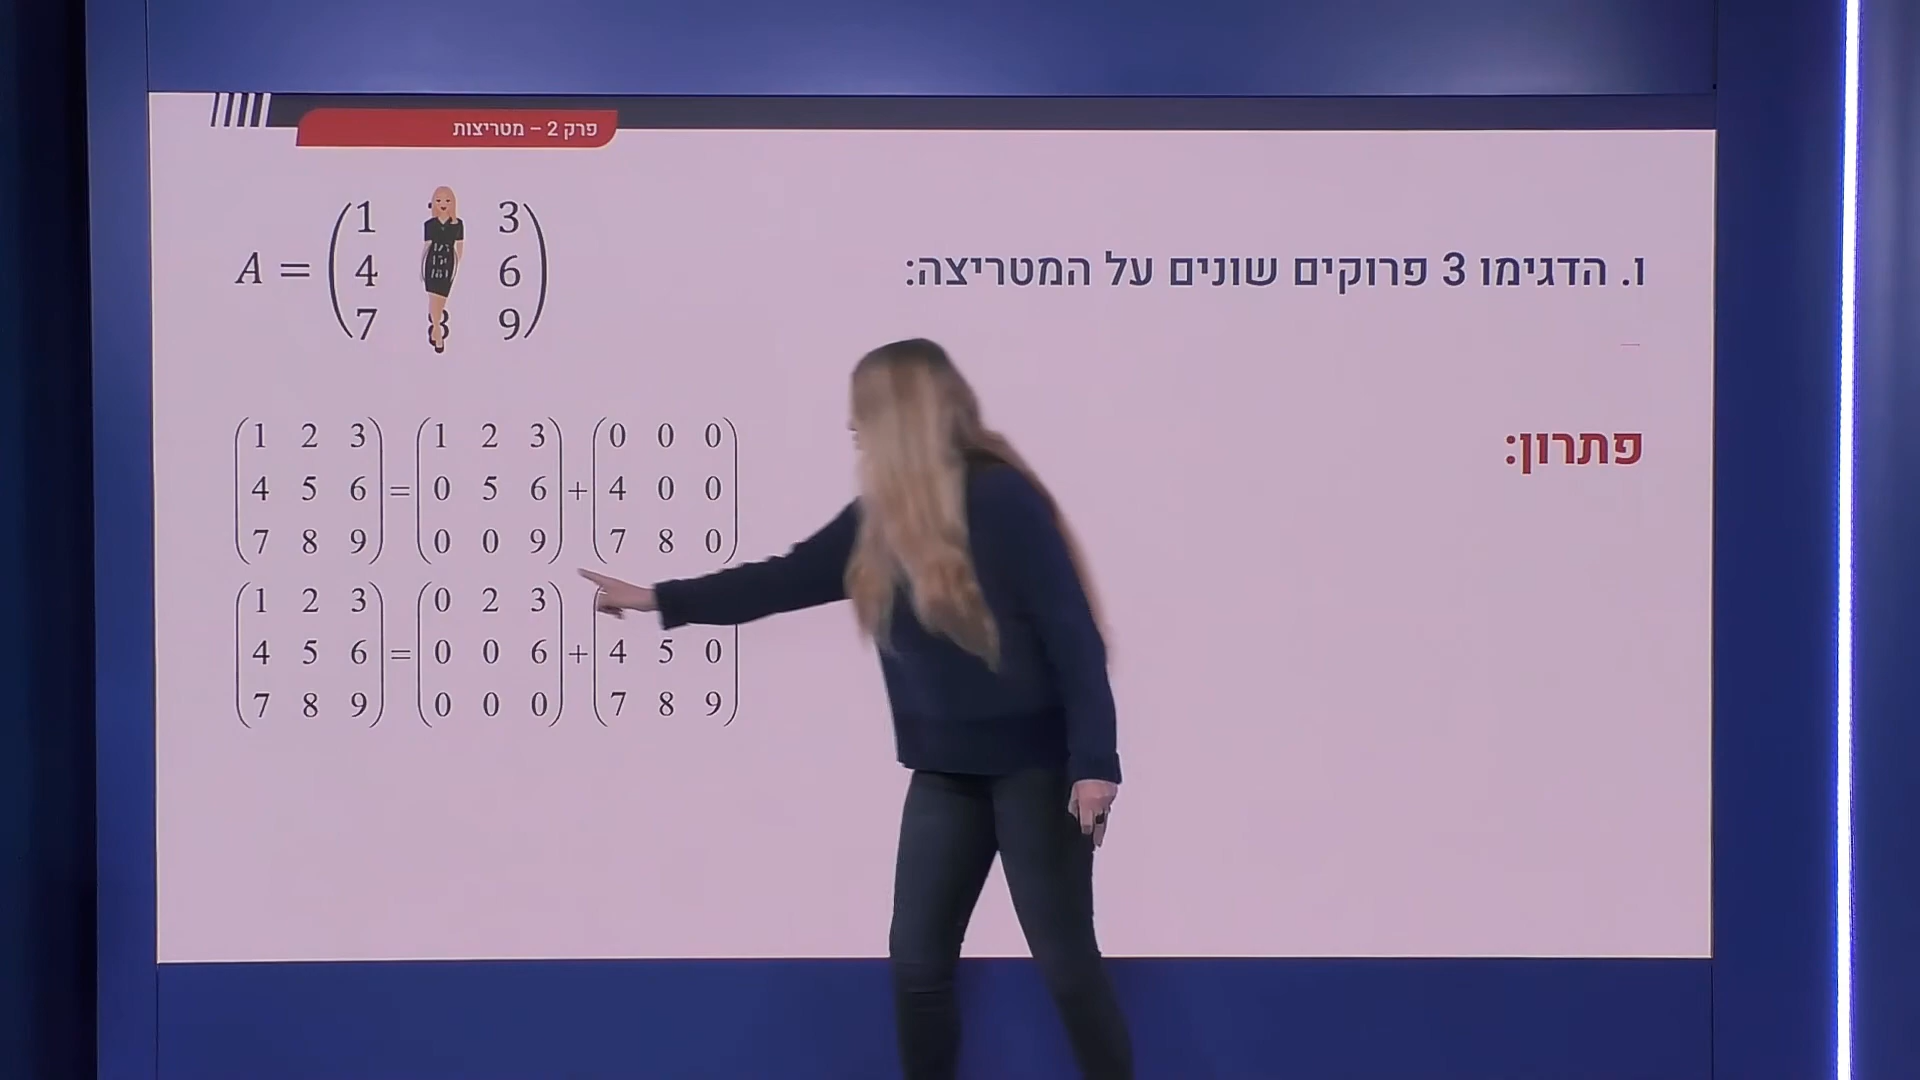 פרק 2 – מטריצות
ו. הדגימו 3 פרוקים שונים על המטריצה:
A = (1 3
4 6
7 8 9)
פתרון:
(1 2 3) = (1 2 3) + (0 0 0)
(4 5 6) = (0 5 6) + (4 0 0)
(7 8 9) = (0 0 9) + (7 8 0)
(1 2 3) = (0 2 3) +
(4 5 6) = (0 0 6) + (4 5 0)
(7 8 9) = (0 0 0) + (7 8 9)